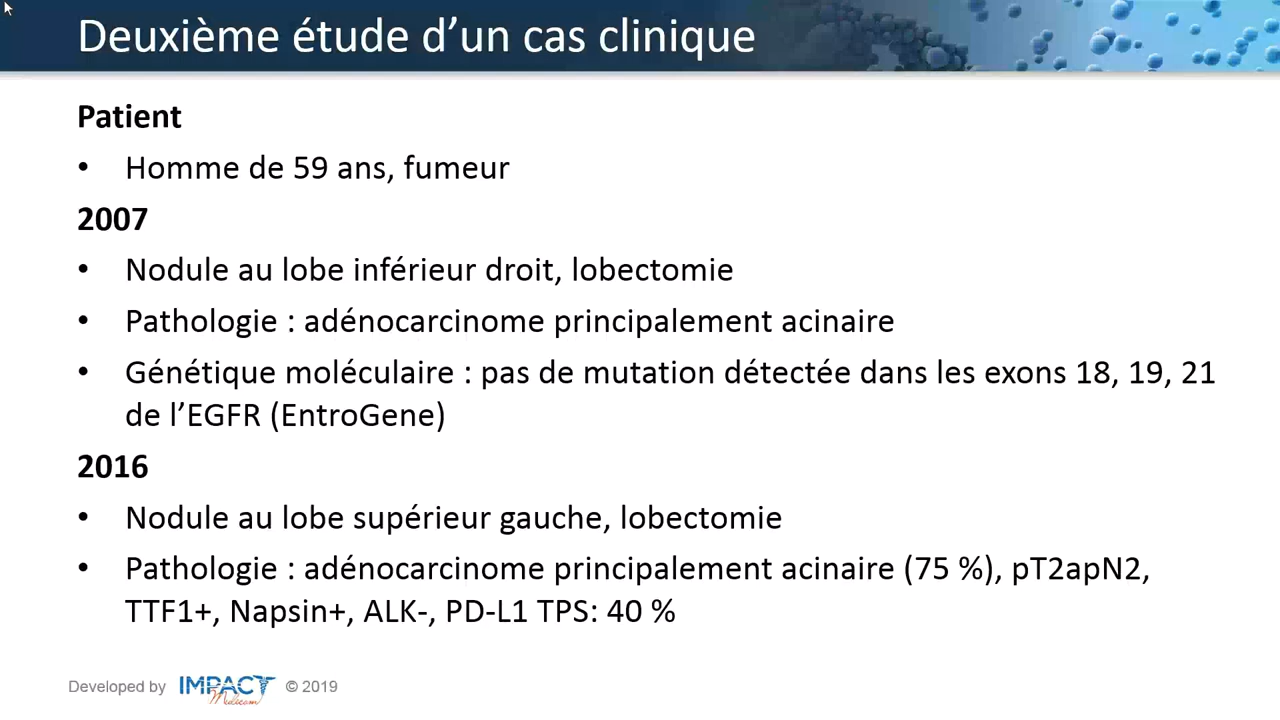 Deuxième étude d’un cas clinique
Patient
• Homme de 59 ans, fumeur
2007
• Nodule au lobe inférieur droit, lobectomie
• Pathologie : adénocarcinome principalement acinaire
• Génétique moléculaire : pas de mutation détectée dans les exons 18, 19, 21
de l’EGFR (EntroGene)
2016
• Nodule au lobe supérieur gauche, lobectomie
• Pathologie : adénocarcinome principalement acinaire (75 %), pT2apN2,
TTF1+, Napsin+, ALK-, PD-L1 TPS: 40 %
Developed by IMPACT Medicom © 2019